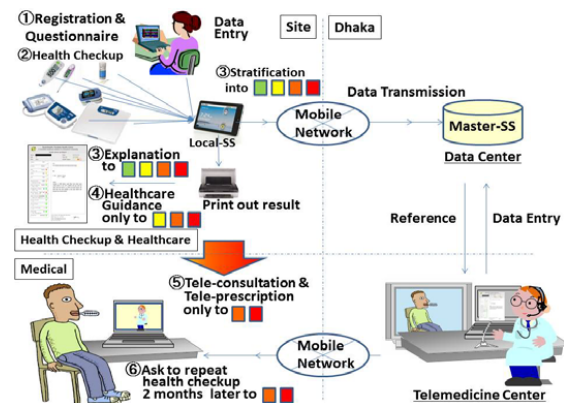 ①Registration &
Questionnaire
②Health Checkup
Data
Entry
Site
Dhaka
③Stratification
into
Data Transmission
Mobile
Network
Master-SS
Data Center
Local-SS
③Explanation
to
④Healthcare
Guidance
only to
Print out result
Reference
Data Entry
Health Checkup & Healthcare
Medical
⑤Tele-consultation &
Tele-prescription
only to
Mobile
Network
⑥Ask to repeat
health checkup
2 months later to
Telemedicine Center